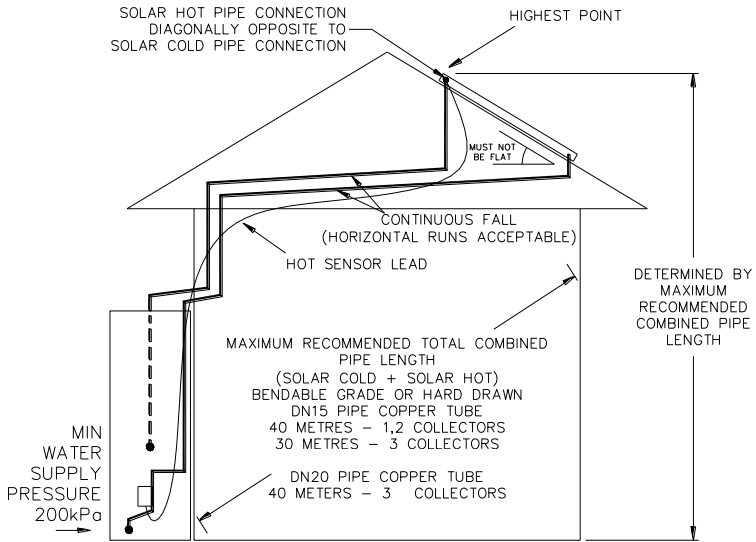 SOLAR HOT PIPE CONNECTION
DIAGONALLY OPPOSITE TO
SOLAR COLD PIPE CONNECTION
HIGHEST POINT
MUST NOT
BE FLAT
CONTINUOUS FALL
(HORIZONTAL RUNS ACCEPTABLE)
HOT SENSOR LEAD
DETERMINED BY
MAXIMUM
RECOMMENDED
COMBINED PIPE
LENGTH
MAXIMUM RECOMMENDED TOTAL COMBINED
PIPE LENGTH
(SOLAR COLD + SOLAR HOT)
BENDABLE GRADE OR HARD DRAWN
DN15 PIPE COPPER TUBE
40 METRES - 1,2 COLLECTORS
30 METRES - 3 COLLECTORS
DN20 PIPE COPPER TUBE
40 METERS - 3 COLLECTORS
MIN
WATER
SUPPLY
PRESSURE
200kPa